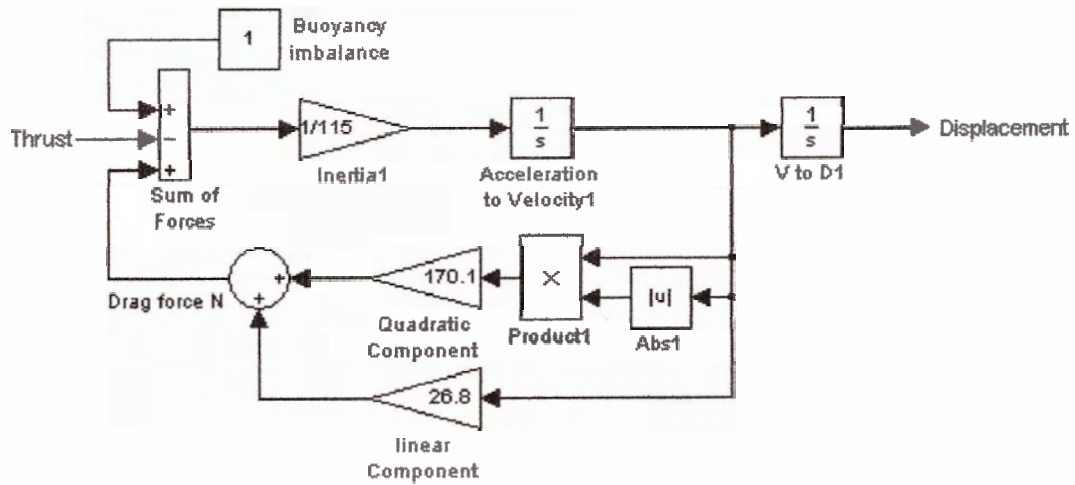 1
Buoyancy
imbalance
Thrust
+
−
+
Sum of
Forces
1/115
Inertia1
1
s
Acceleration
to Velocity1
1
s
V to D1
Displacement
Drag force N
+
+
170.1
Quadratic
Component
×
Product1
|u|
Abs1
26.8
linear
Component